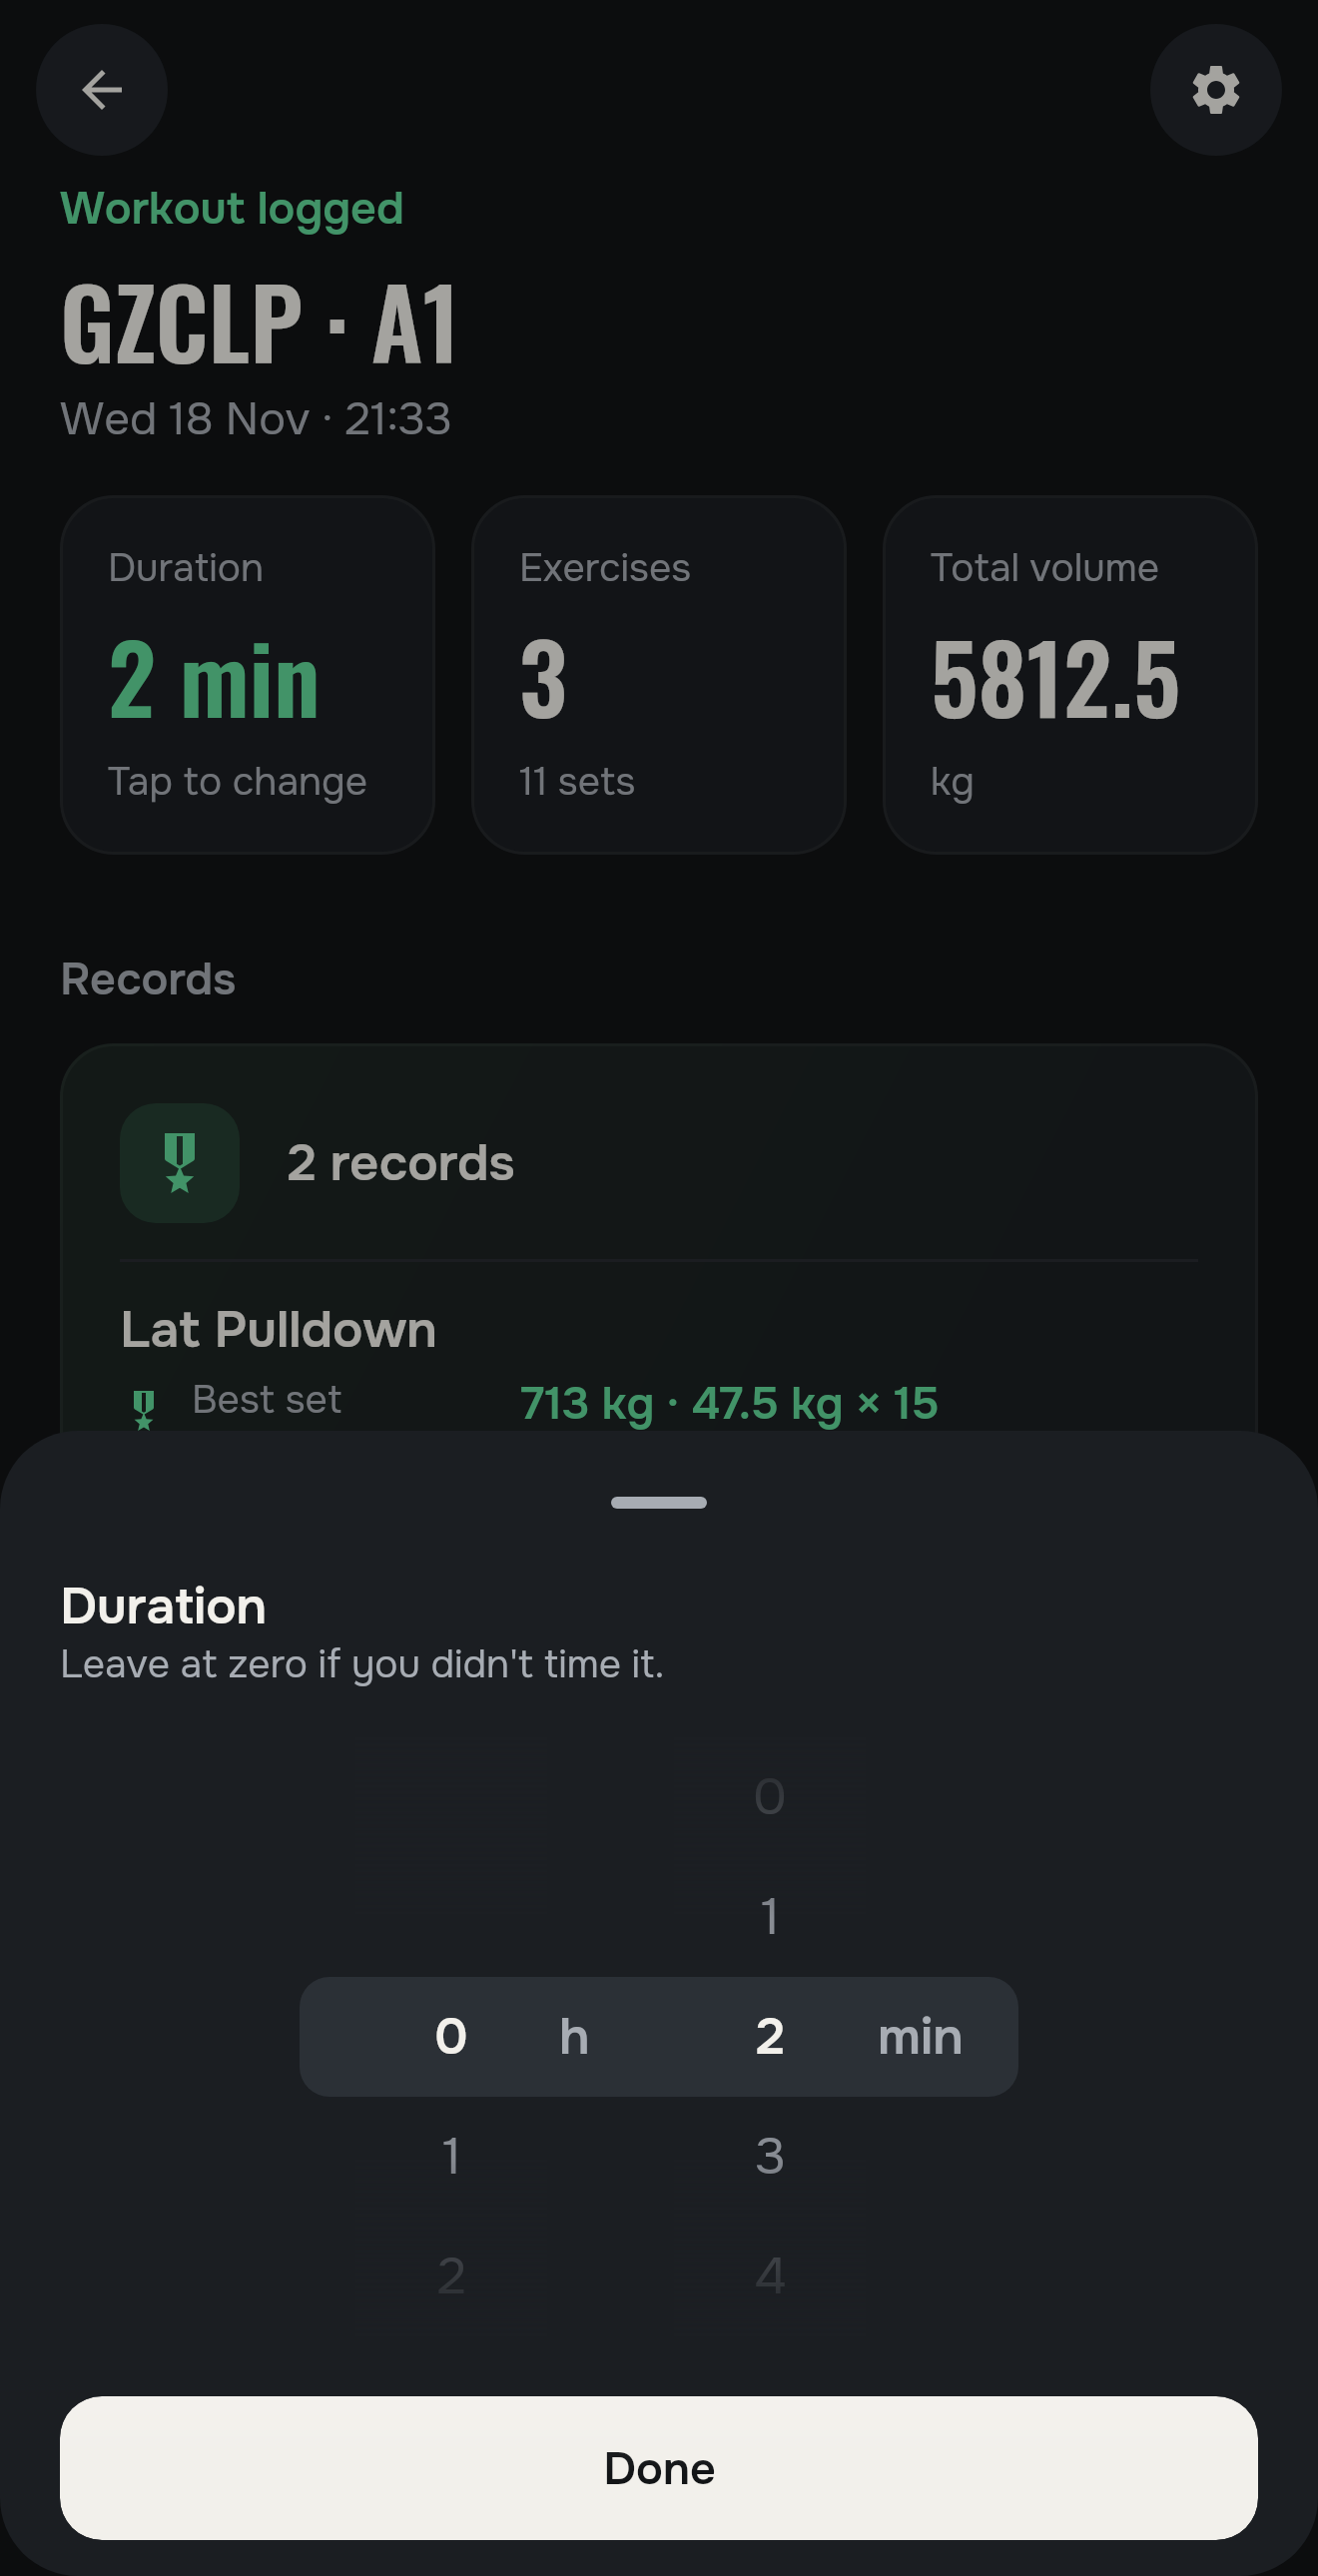 Workout logged
GZCLP · A1
Wed 18 Nov · 21:33
Duration
2 min
Tap to change
Exercises
3
11 sets
Total volume
5812.5
kg
Records
2 records
Lat Pulldown
Best set 713 kg · 47.5 kg × 15
Duration
Leave at zero if you didn't time it.
0
1
0 h 2 min
1 3
2 4
Done